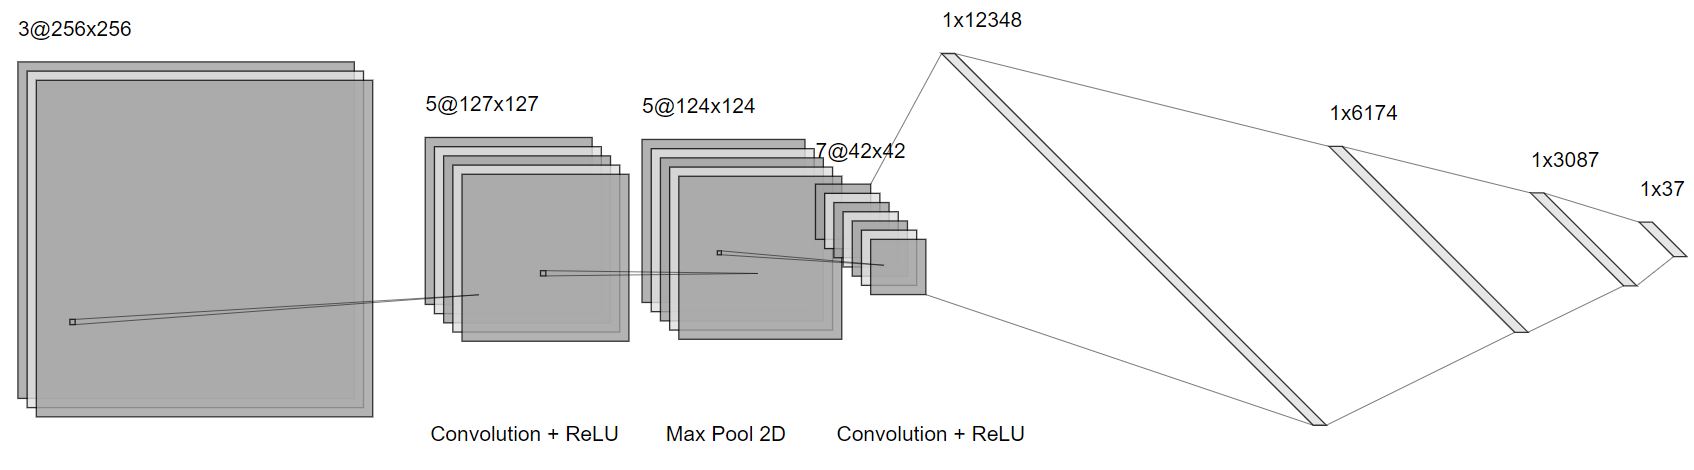 3@256x256
5@127x127
5@124x124
7@42x42
1x12348
1x6174
1x3087
1x37
Convolution + ReLU
Max Pool 2D
Convolution + ReLU